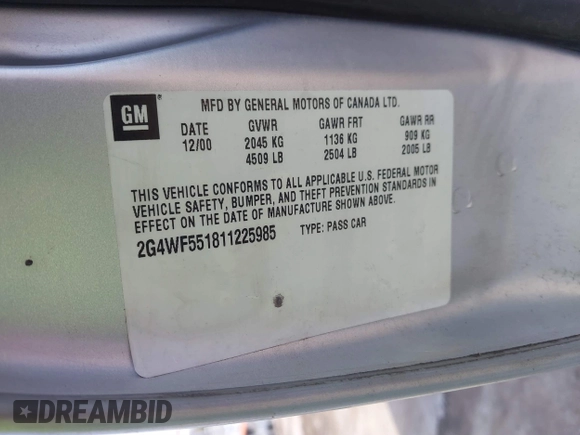 GM
MFD BY GENERAL MOTORS OF CANADA LTD.
DATE GVWR GAWR FRT GAWR RR
12/00 2045 KG 1136 KG 909 KG
4509 LB 2504 LB 2005 LB
THIS VEHICLE CONFORMS TO ALL APPLICABLE U.S. FEDERAL MOTOR
VEHICLE SAFETY, BUMPER, AND THEFT PREVENTION STANDARDS IN
EFFECT ON THE DATE OF MANUFACTURE SHOWN ABOVE.
2G4WF551811225985 TYPE: PASS CAR
DREAMBID